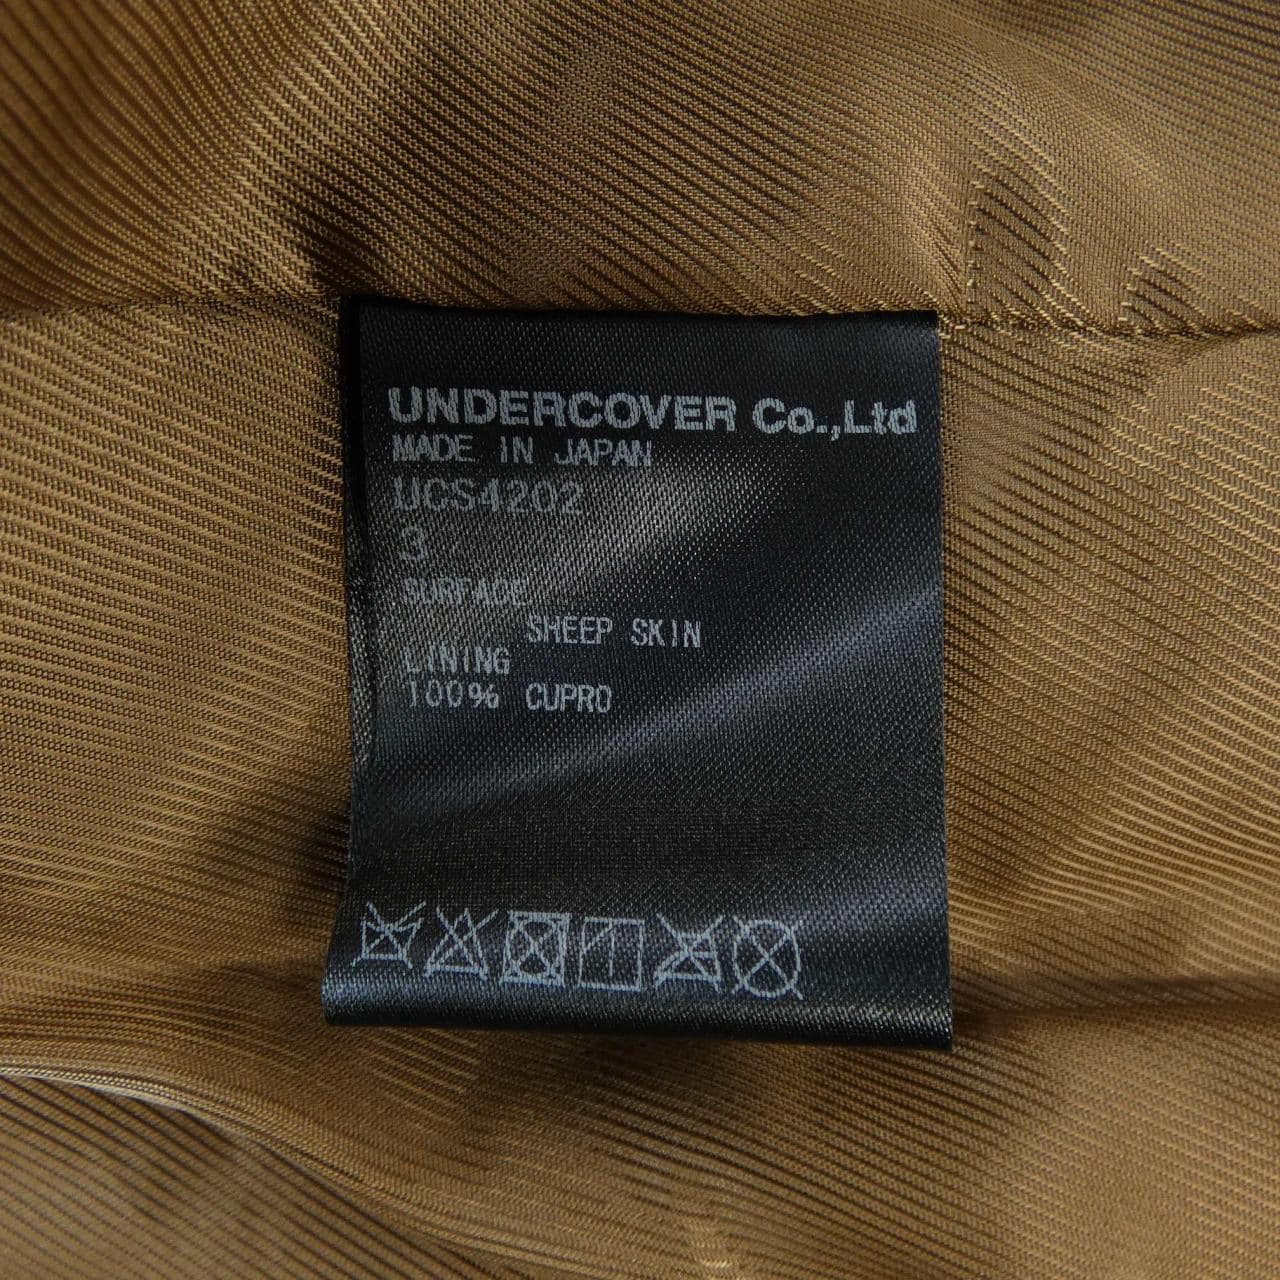 UNDERCOVER Co.,Ltd
MADE IN JAPAN
UCS4202
3
SURFACE
SHEEP SKIN
LINING
100% CUPRO